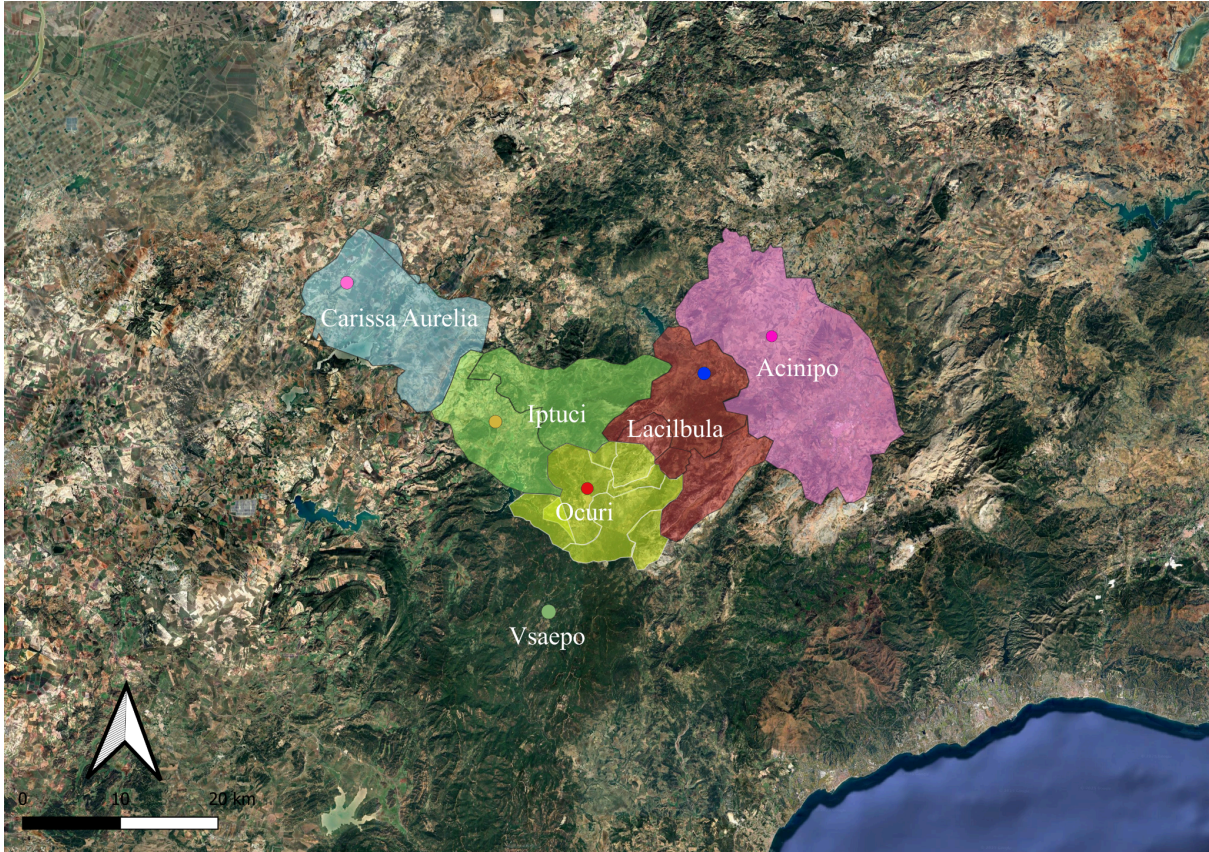 Carissa Aurelia
Acinipo
Iptuci
Lacilbula
Ocuri
Vsaepo
0 10 20 km